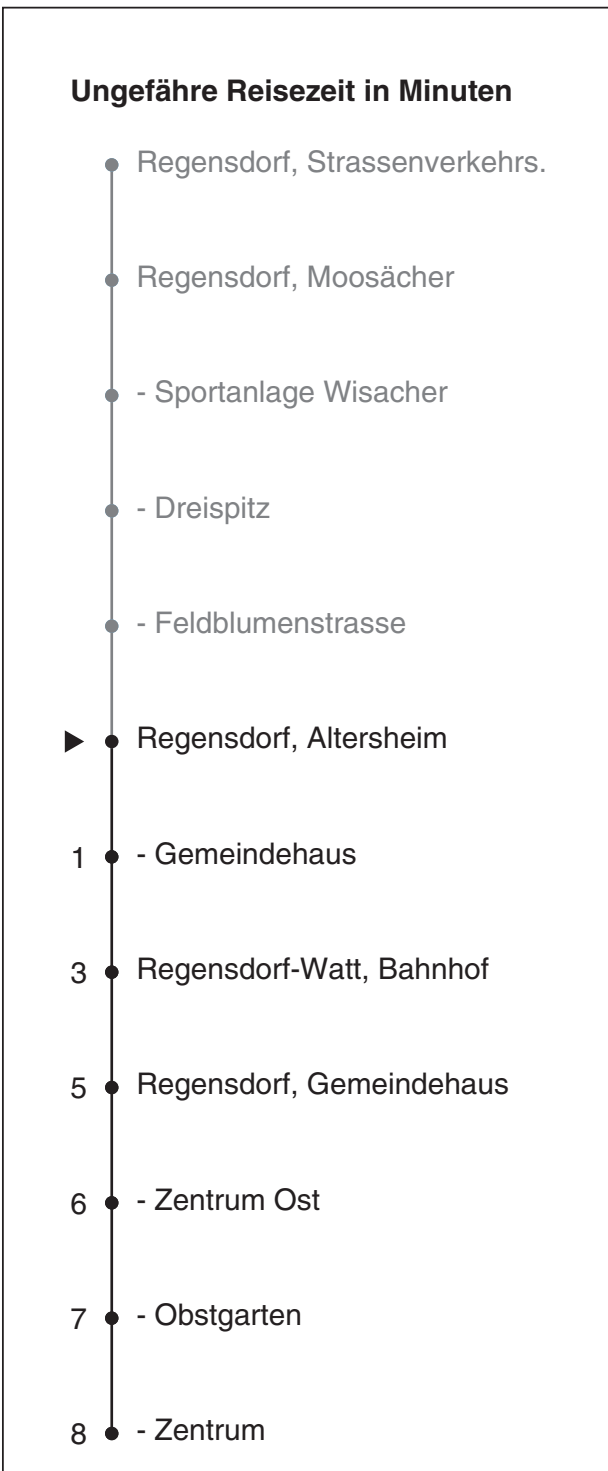 Ungefähre Reisezeit in Minuten
Regensdorf, Strassenverkehrs.
Regensdorf, Moosächer
- Sportanlage Wisacher
- Dreispitz
- Feldblumenstrasse
Regensdorf, Altersheim
1 - Gemeindehaus
3 Regensdorf-Watt, Bahnhof
5 Regensdorf, Gemeindehaus
6 - Zentrum Ost
7 - Obstgarten
8 - Zentrum